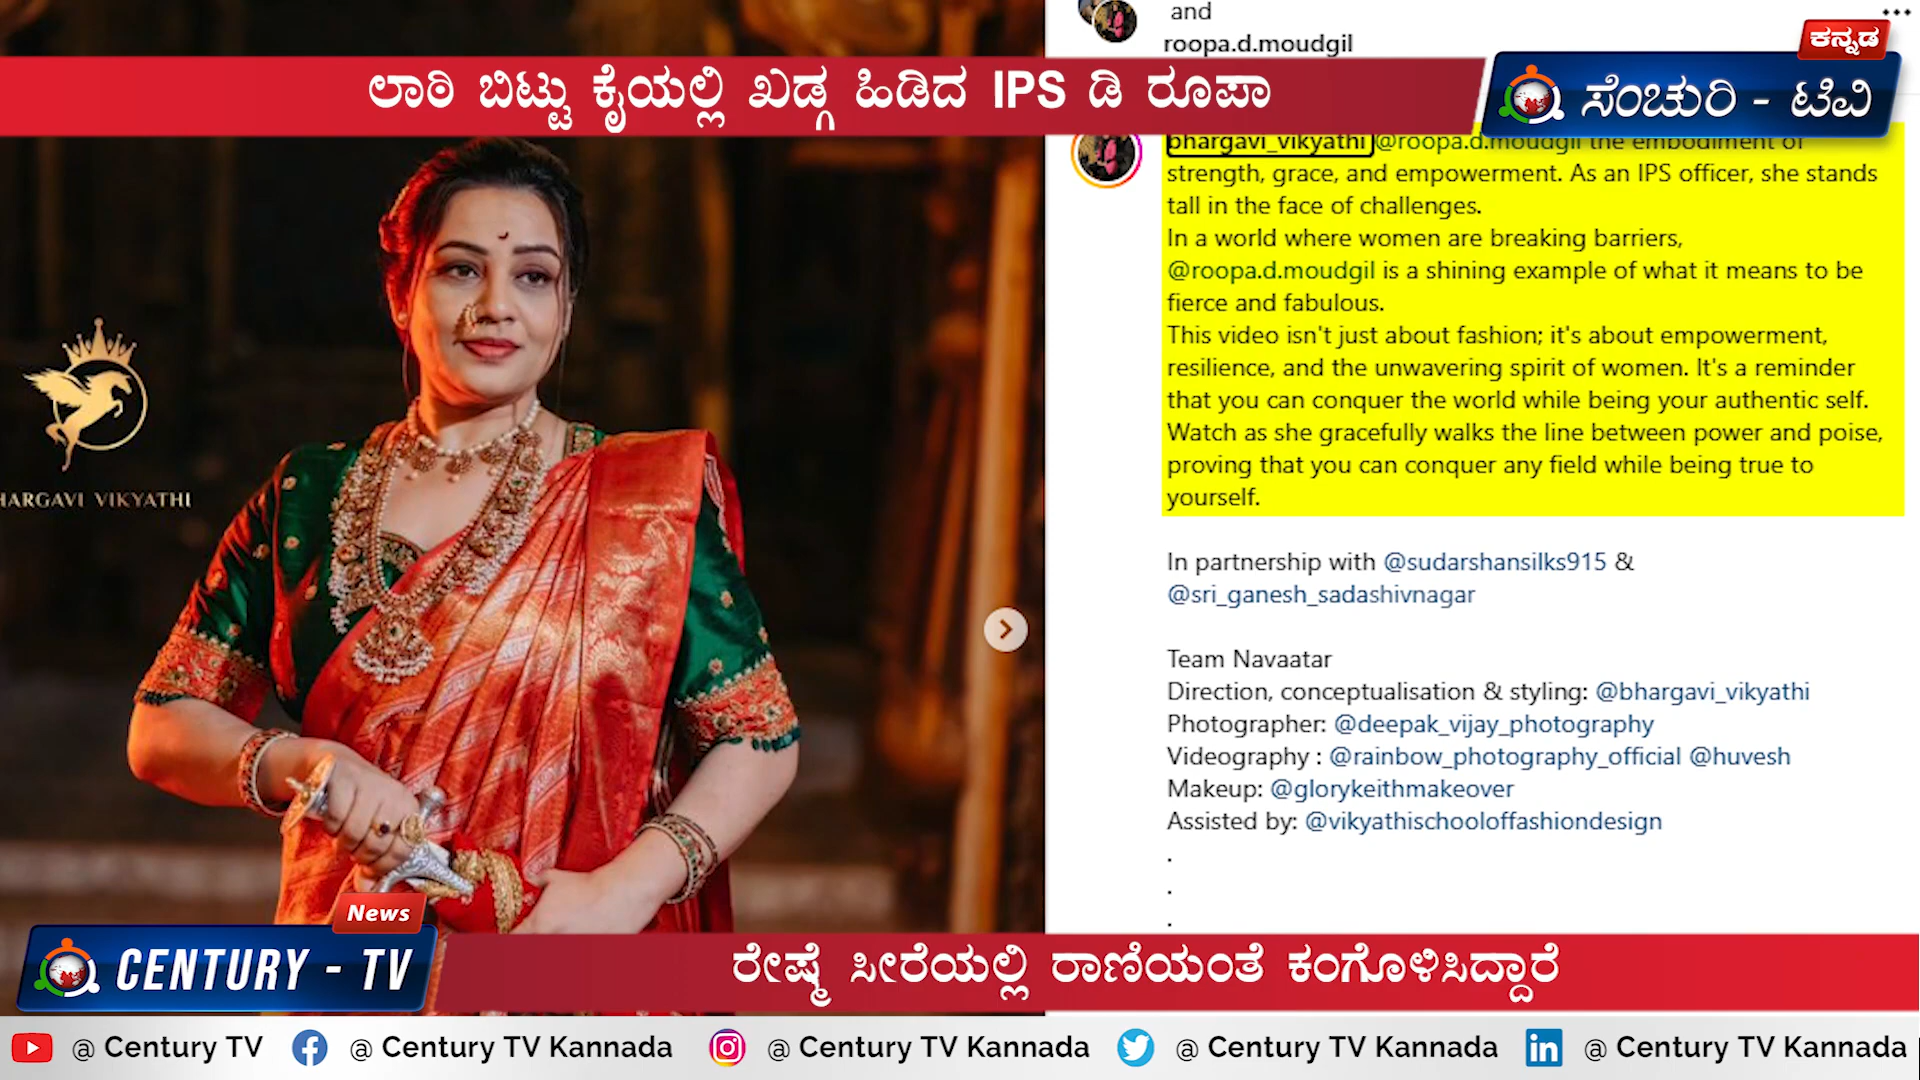 and
roopa.d.moudgil
ಕನ್ನಡ
ಲಾಠಿ ಬಿಟ್ಟು ಕೈಯಲ್ಲಿ ಖಡ್ಗ ಹಿಡಿದ IPS ಡಿ ರೂಪಾ
ಸೆಂಚುರಿ - ಟಿವಿ
bhargavi_vikyathi @roopa.d.moudgil the embodiment of
strength, grace, and empowerment. As an IPS officer, she stands
tall in the face of challenges.
In a world where women are breaking barriers,
@roopa.d.moudgil is a shining example of what it means to be
fierce and fabulous.
This video isn't just about fashion; it's about empowerment,
resilience, and the unwavering spirit of women. It's a reminder
that you can conquer the world while being your authentic self.
Watch as she gracefully walks the line between power and poise,
proving that you can conquer any field while being true to
yourself.
In partnership with @sudarshansilks915 &
@sri_ganesh_sadashivnagar
Team Navaatar
Direction, conceptualisation & styling: @bhargavi_vikyathi
Photographer: @deepak_vijay_photography
Videography : @rainbow_photography_official @huvesh
Makeup: @glorykeithmakeover
Assisted by: @vikyathischooloffashiondesign
.
.
.
HARGAVI VIKYATHI
News
CENTURY - TV
ರೇಷ್ಮೆ ಸೀರೆಯಲ್ಲಿ ರಾಣಿಯಂತೆ ಕಂಗೊಳಿಸಿದ್ದಾರೆ
@ Century TV @ Century TV Kannada @ Century TV Kannada @ Century TV Kannada in @ Century TV Kannada